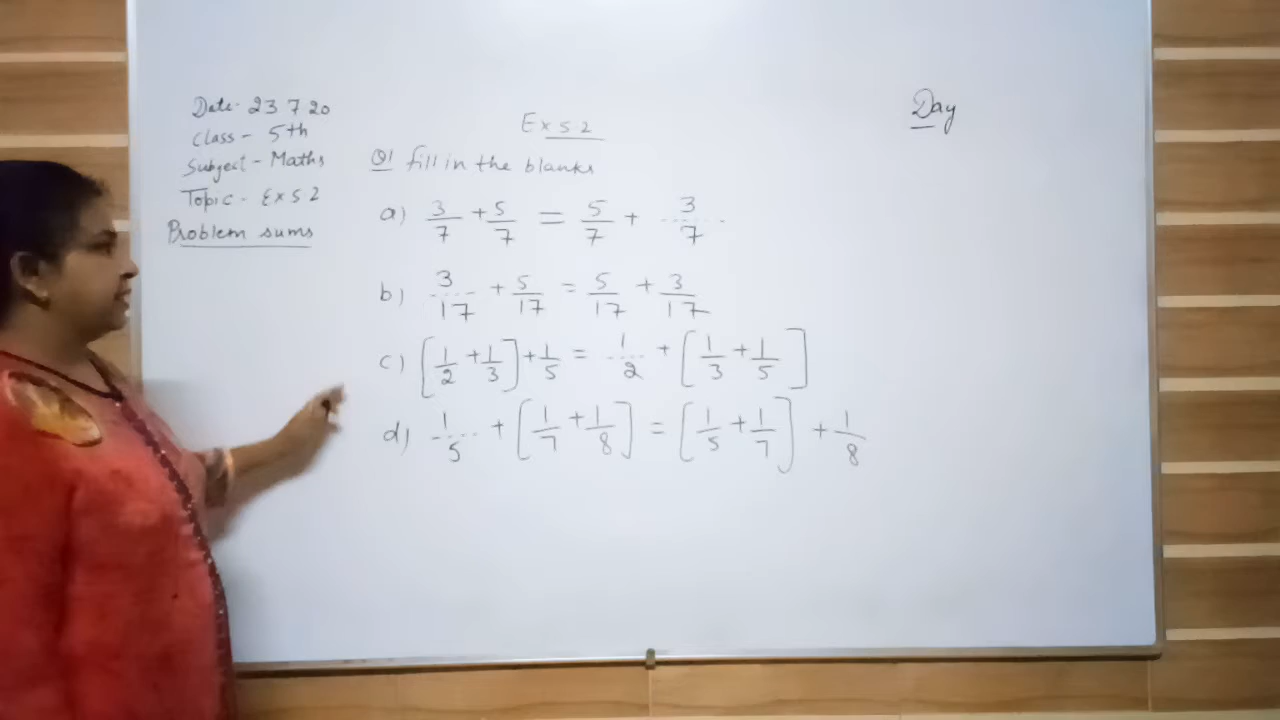 Date- 23 7 20
Class - 5th
Subject - Maths
Topic - Ex 5 2
Problem sums
Day
Ex 5 2
Q1 fill in the blanks
a) 3/7 + 5/7 = 5/7 + 3/7
b) 3/17 + 5/17 = 5/17 + 3/17
c) [1/2 + 1/3] + 1/5 = 1/2 + [1/3 + 1/5]
d) 1/5 + [1/7 + 1/8] = [1/5 + 1/7] + 1/8